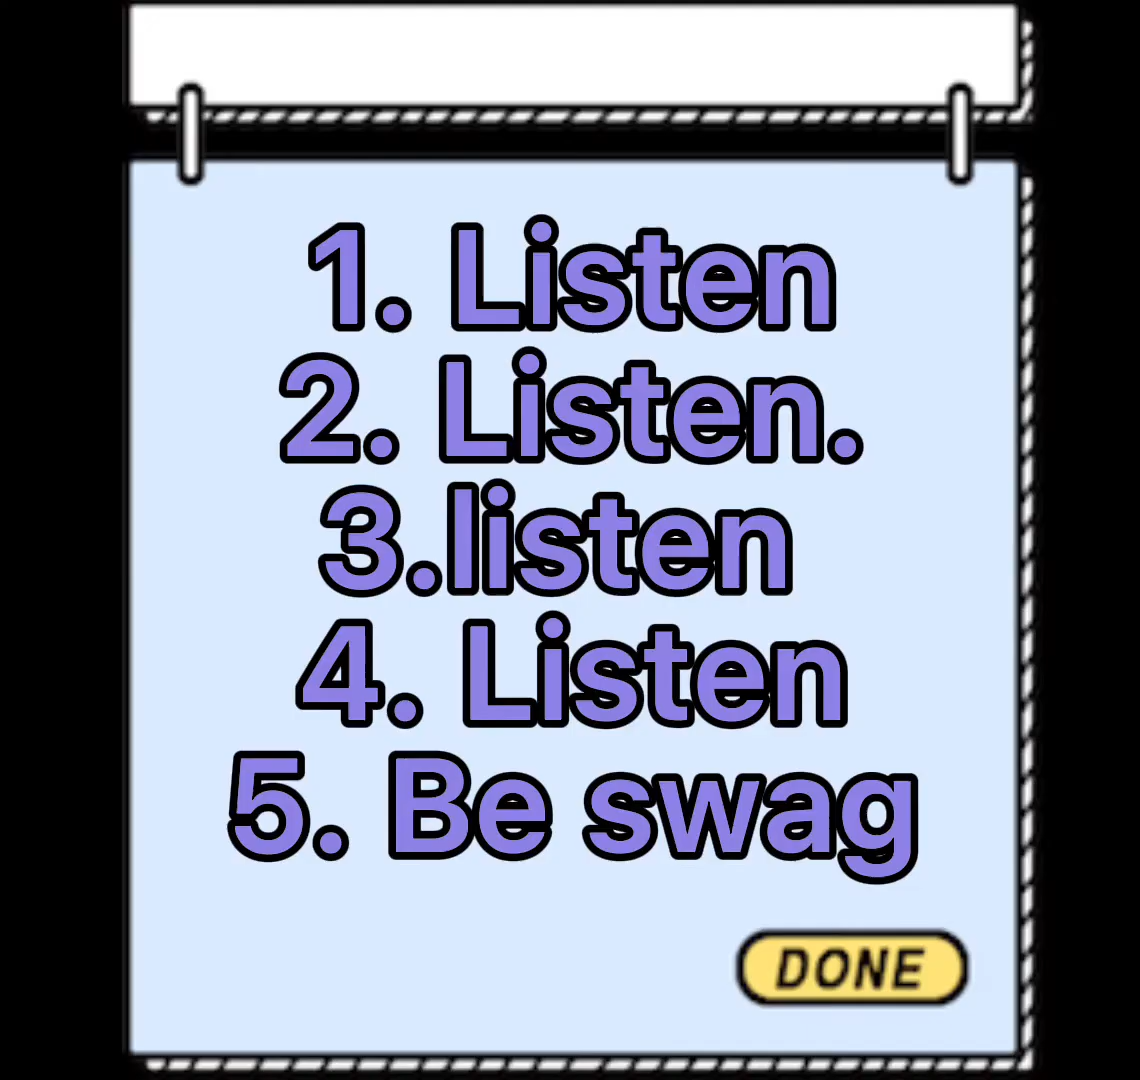 1. Listen
2. Listen.
3.listen
4. Listen
5. Be swag
DONE